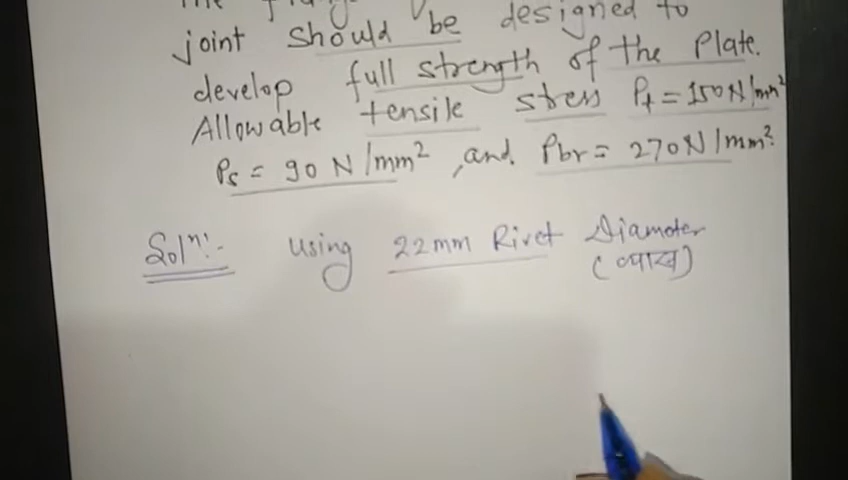 joint should be designed to
develop full strength of the Plate.
Allowable tensile stress Pt = 150 N/mm²
Ps = 90 N/mm², and Pbr = 270 N/mm².
Solⁿ:- Using 22mm Rivet Diameter
(व्यास)